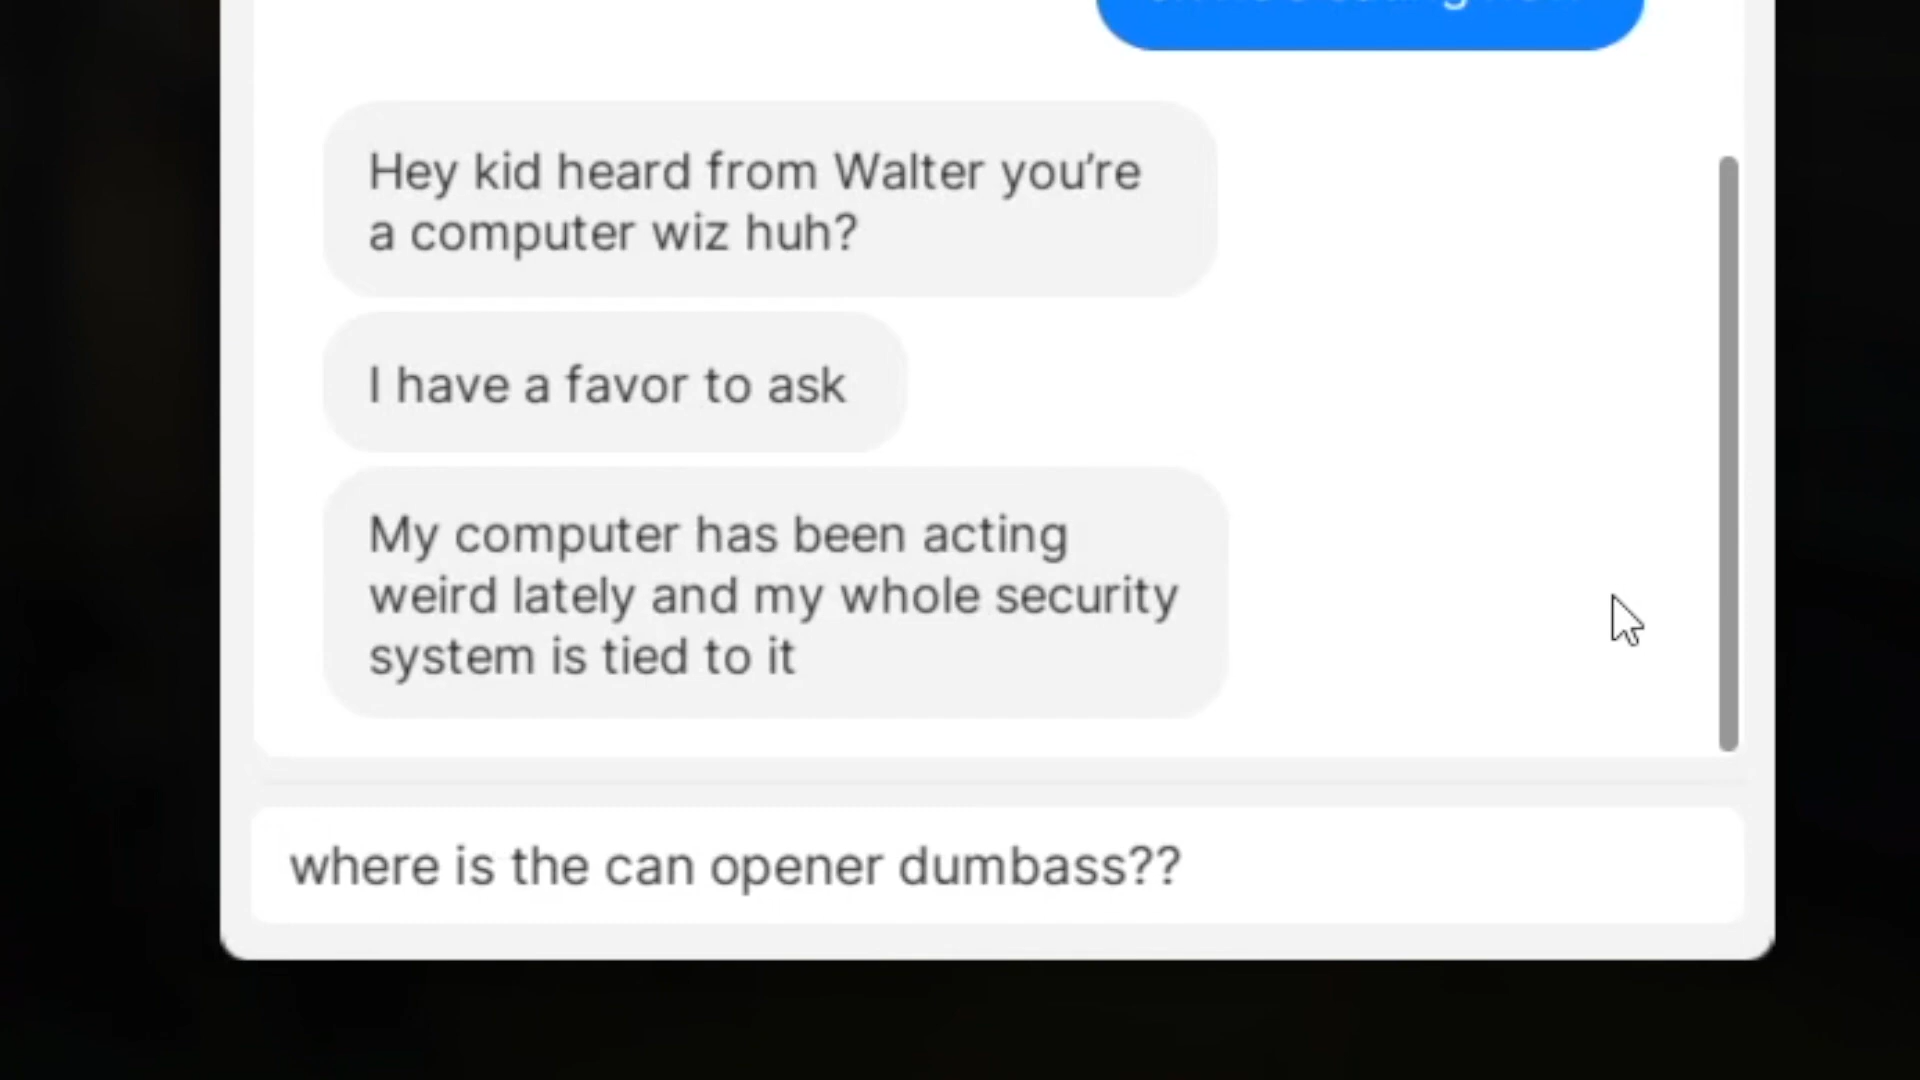 Hey kid heard from Walter you're
a computer wiz huh?
I have a favor to ask
My computer has been acting
weird lately and my whole security
system is tied to it
where is the can opener dumbass??